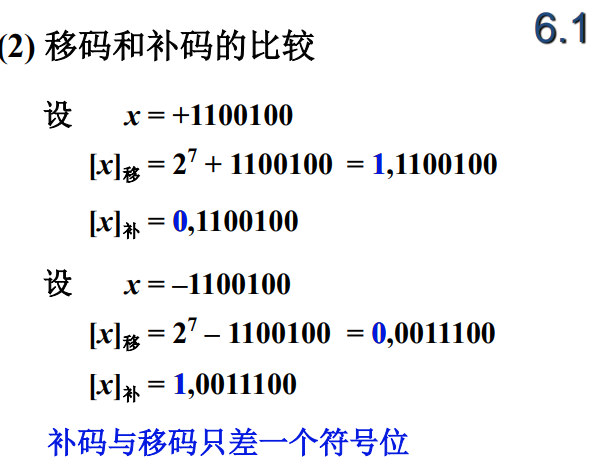 6.1
(2) 移码和补码的比较
设 x = +1100100
[x]移 = 2^7 + 1100100 = 1,1100100
[x]补 = 0,1100100
设 x = –1100100
[x]移 = 2^7 – 1100100 = 0,0011100
[x]补 = 1,0011100
补码与移码只差一个符号位